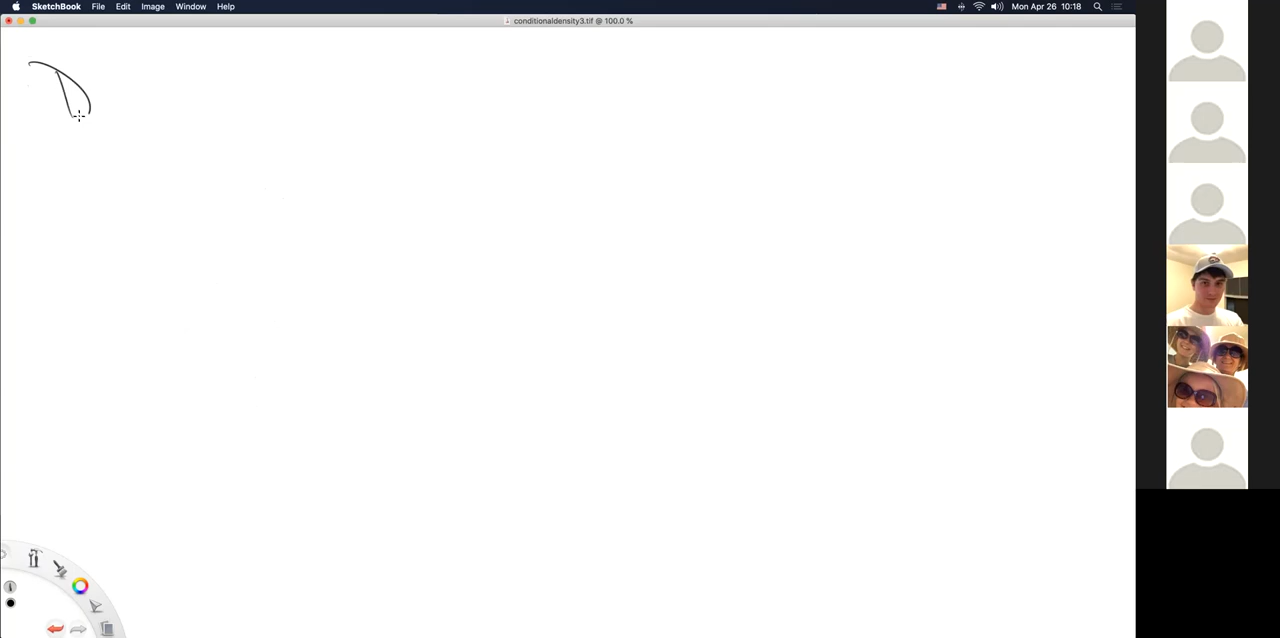 SketchBook File Edit Image Window Help Mon Apr 26 10:18
conditionaldensity3.tif @ 100.0 %